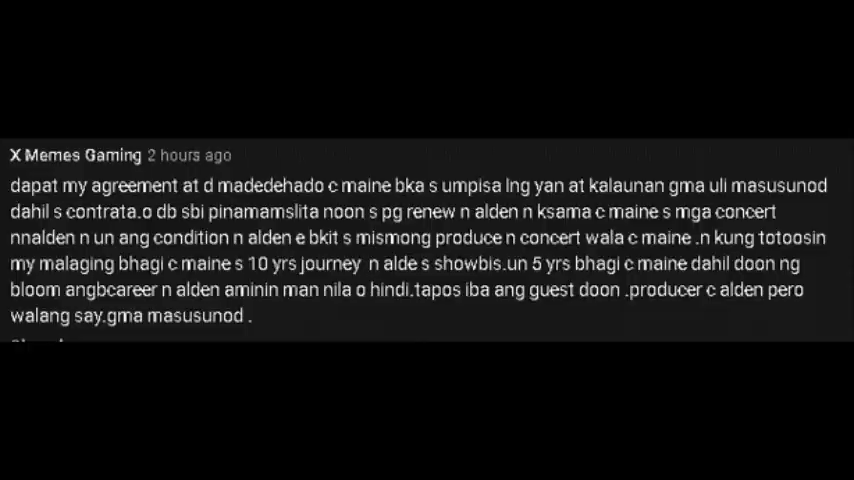 X Memes Gaming 2 hours ago
dapat my agreement at d madedehado c maine bka s umpisa lng yan at kalaunan gma uli masusunod
dahil s contrata.o db sbi pinamamslita noon s pg renew n alden n ksama c maine s mga concert
nnalden n un ang condition n alden e bkit s mismong produce n concert wala c maine .n kung totoosin
my malaging bhagi c maine s 10 yrs journey n alde s showbis.un 5 yrs bhagi c maine dahil doon ng
bloom angbcareer n alden aminin man nila o hindi.tapos iba ang guest doon .producer c alden pero
walang say.gma masusunod .